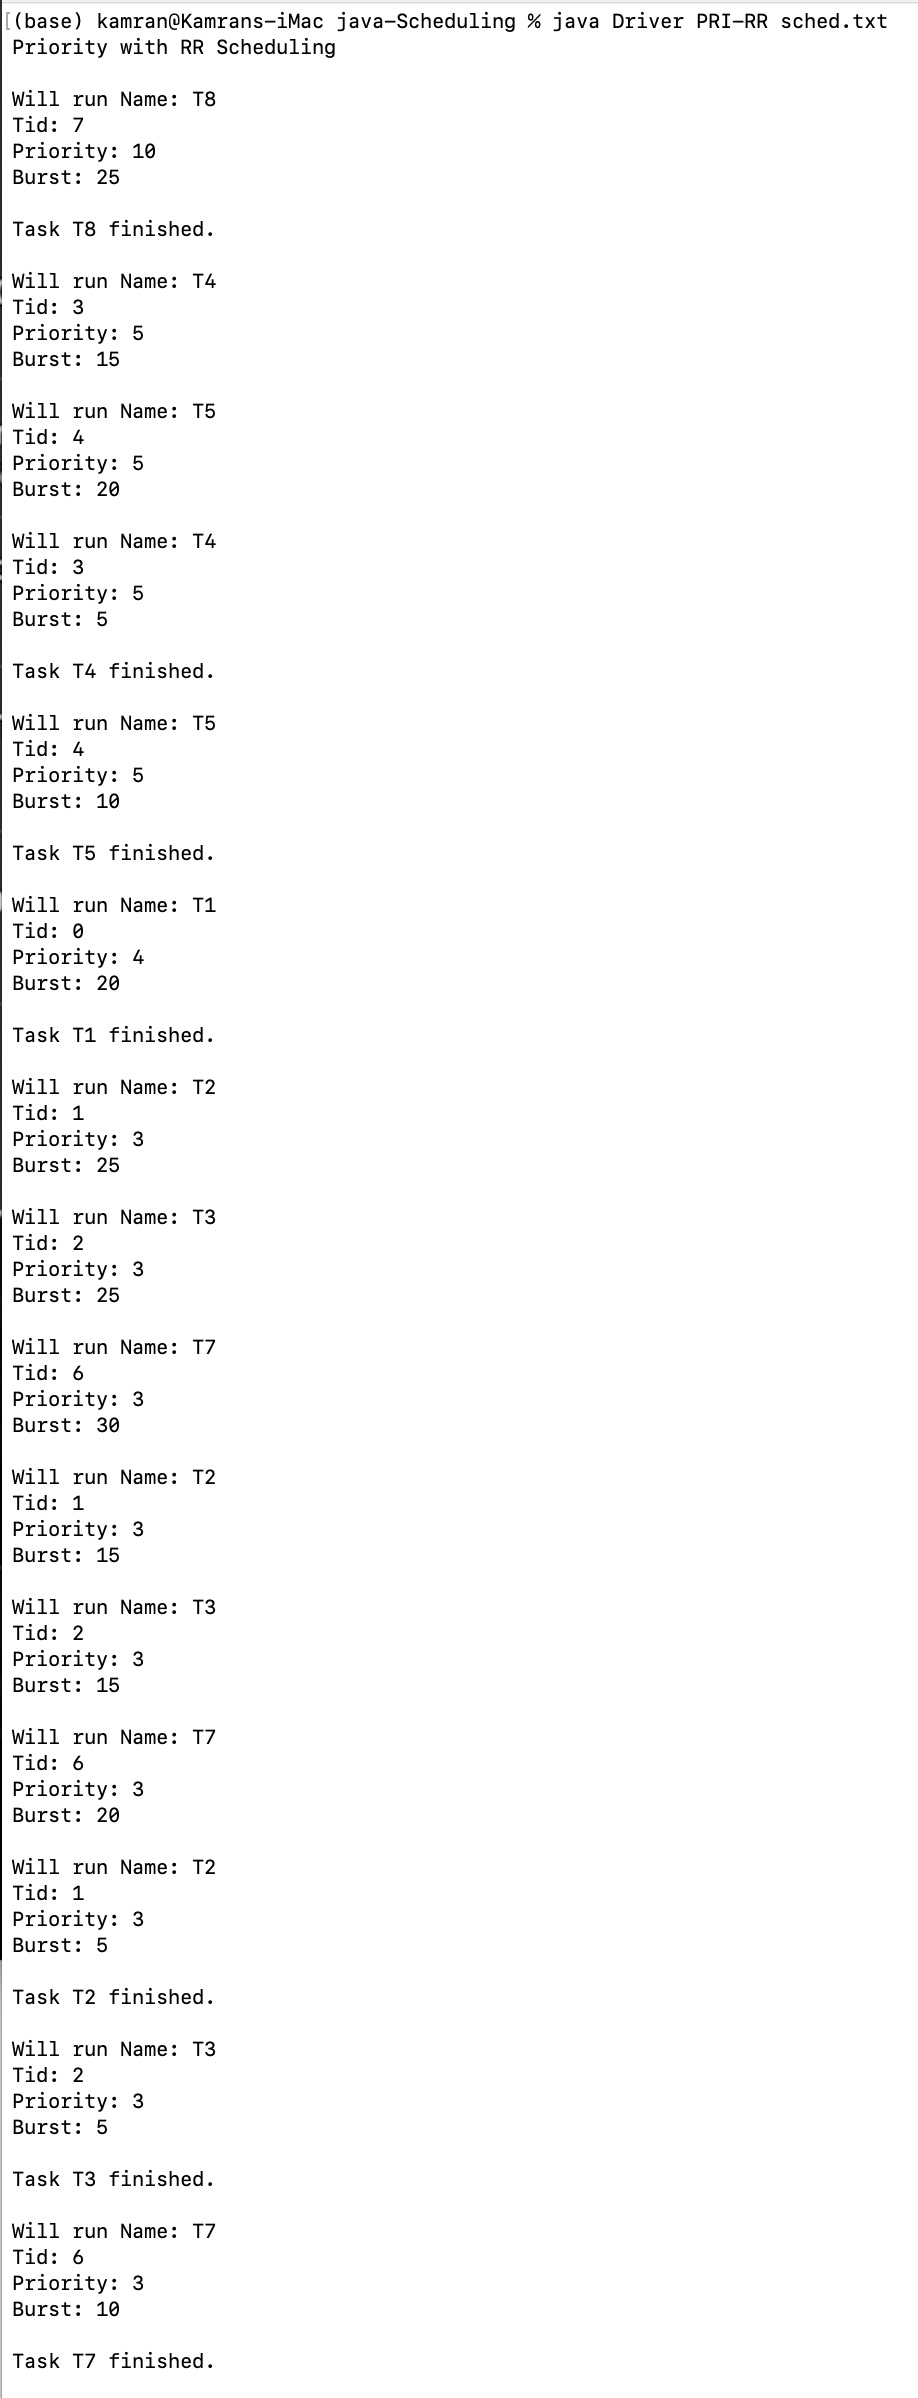 [(base) kamran@Kamrans-iMac java-Scheduling % java Driver PRI-RR sched.txt
Priority with RR Scheduling
Will run Name: T8
Tid: 7
Priority: 10
Burst: 25
Task T8 finished.
Will run Name: T4
Tid: 3
Priority: 5
Burst: 15
Will run Name: T5
Tid: 4
Priority: 5
Burst: 20
Will run Name: T4
Tid: 3
Priority: 5
Burst: 5
Task T4 finished.
Will run Name: T5
Tid: 4
Priority: 5
Burst: 10
Task T5 finished.
Will run Name: T1
Tid: 0
Priority: 4
Burst: 20
Task T1 finished.
Will run Name: T2
Tid: 1
Priority: 3
Burst: 25
Will run Name: T3
Tid: 2
Priority: 3
Burst: 25
Will run Name: T7
Tid: 6
Priority: 3
Burst: 30
Will run Name: T2
Tid: 1
Priority: 3
Burst: 15
Will run Name: T3
Tid: 2
Priority: 3
Burst: 15
Will run Name: T7
Tid: 6
Priority: 3
Burst: 20
Will run Name: T2
Tid: 1
Priority: 3
Burst: 5
Task T2 finished.
Will run Name: T3
Tid: 2
Priority: 3
Burst: 5
Task T3 finished.
Will run Name: T7
Tid: 6
Priority: 3
Burst: 10
Task T7 finished.